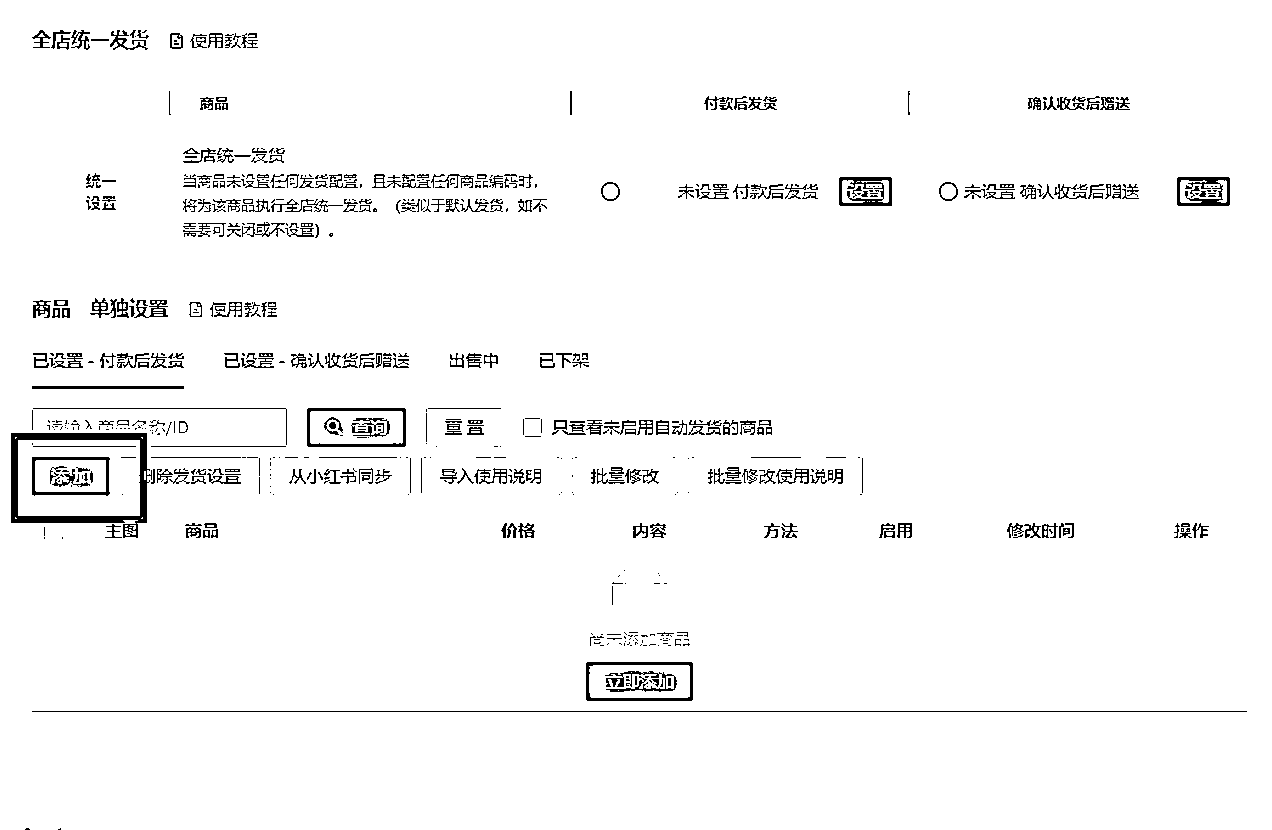 全店统一发货 使用教程
商品 付款后发货 确认收货后赠送
统一设置
全店统一发货
当商品未设置任何发货配置，且未配置任何商品编码时，
将为该商品执行全店统一发货。（类似于默认发货，如不
需要可关闭或不设置）。
未设置 付款后发货 设置 未设置 确认收货后赠送 设置
商品 单独设置 使用教程
已设置 - 付款后发货 已设置 - 确认收货后赠送 出售中 已下架
请输入商品名称/ID 查询 重置 只查看未启用自动发货的商品
添加 删除发货设置 从小红书同步 导入使用说明 批量修改 批量修改使用说明
主图 商品 价格 内容 方法 启用 修改时间 操作
尚未添加商品
立即添加